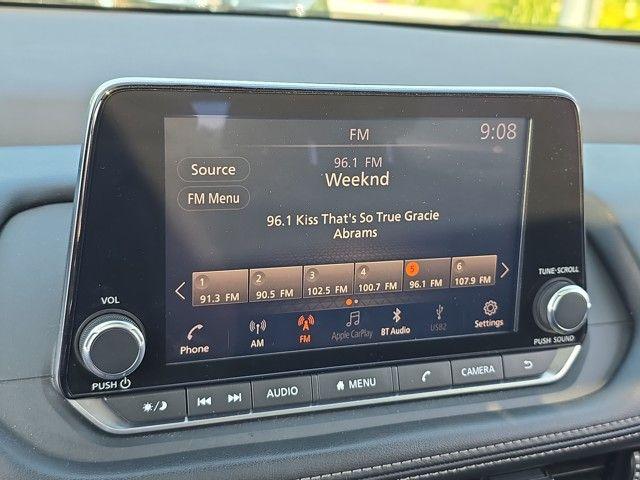 FM
9:08
Source
96.1 FM
Weeknd
FM Menu
96.1 Kiss That's So True Gracie
Abrams
1 2 3 4 5 6
91.3 FM 90.5 FM 102.5 FM 100.7 FM 96.1 FM 107.9 FM
Phone AM FM Apple CarPlay BT Audio USB2 Settings
VOL
PUSH
TUNE·SCROLL
PUSH SOUND
AUDIO MENU CAMERA